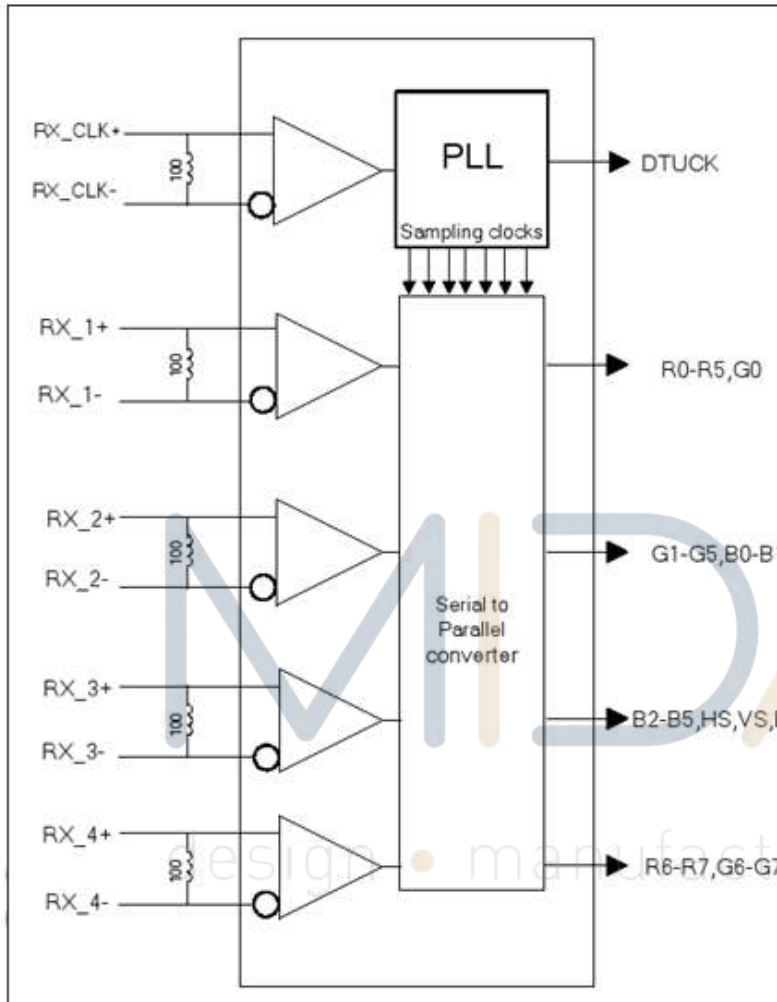 RX_CLK+
100
RX_CLK-
PLL
Sampling clocks
DTUCK
RX_1+
100
RX_1-
R0-R5,G0
RX_2+
100
RX_2-
G1-G5,B0-B
Serial to
Parallel
converter
RX_3+
100
RX_3-
B2-B5,HS,VS,
RX_4+
100
RX_4-
R6-R7,G6-G7
MID
design • manufact